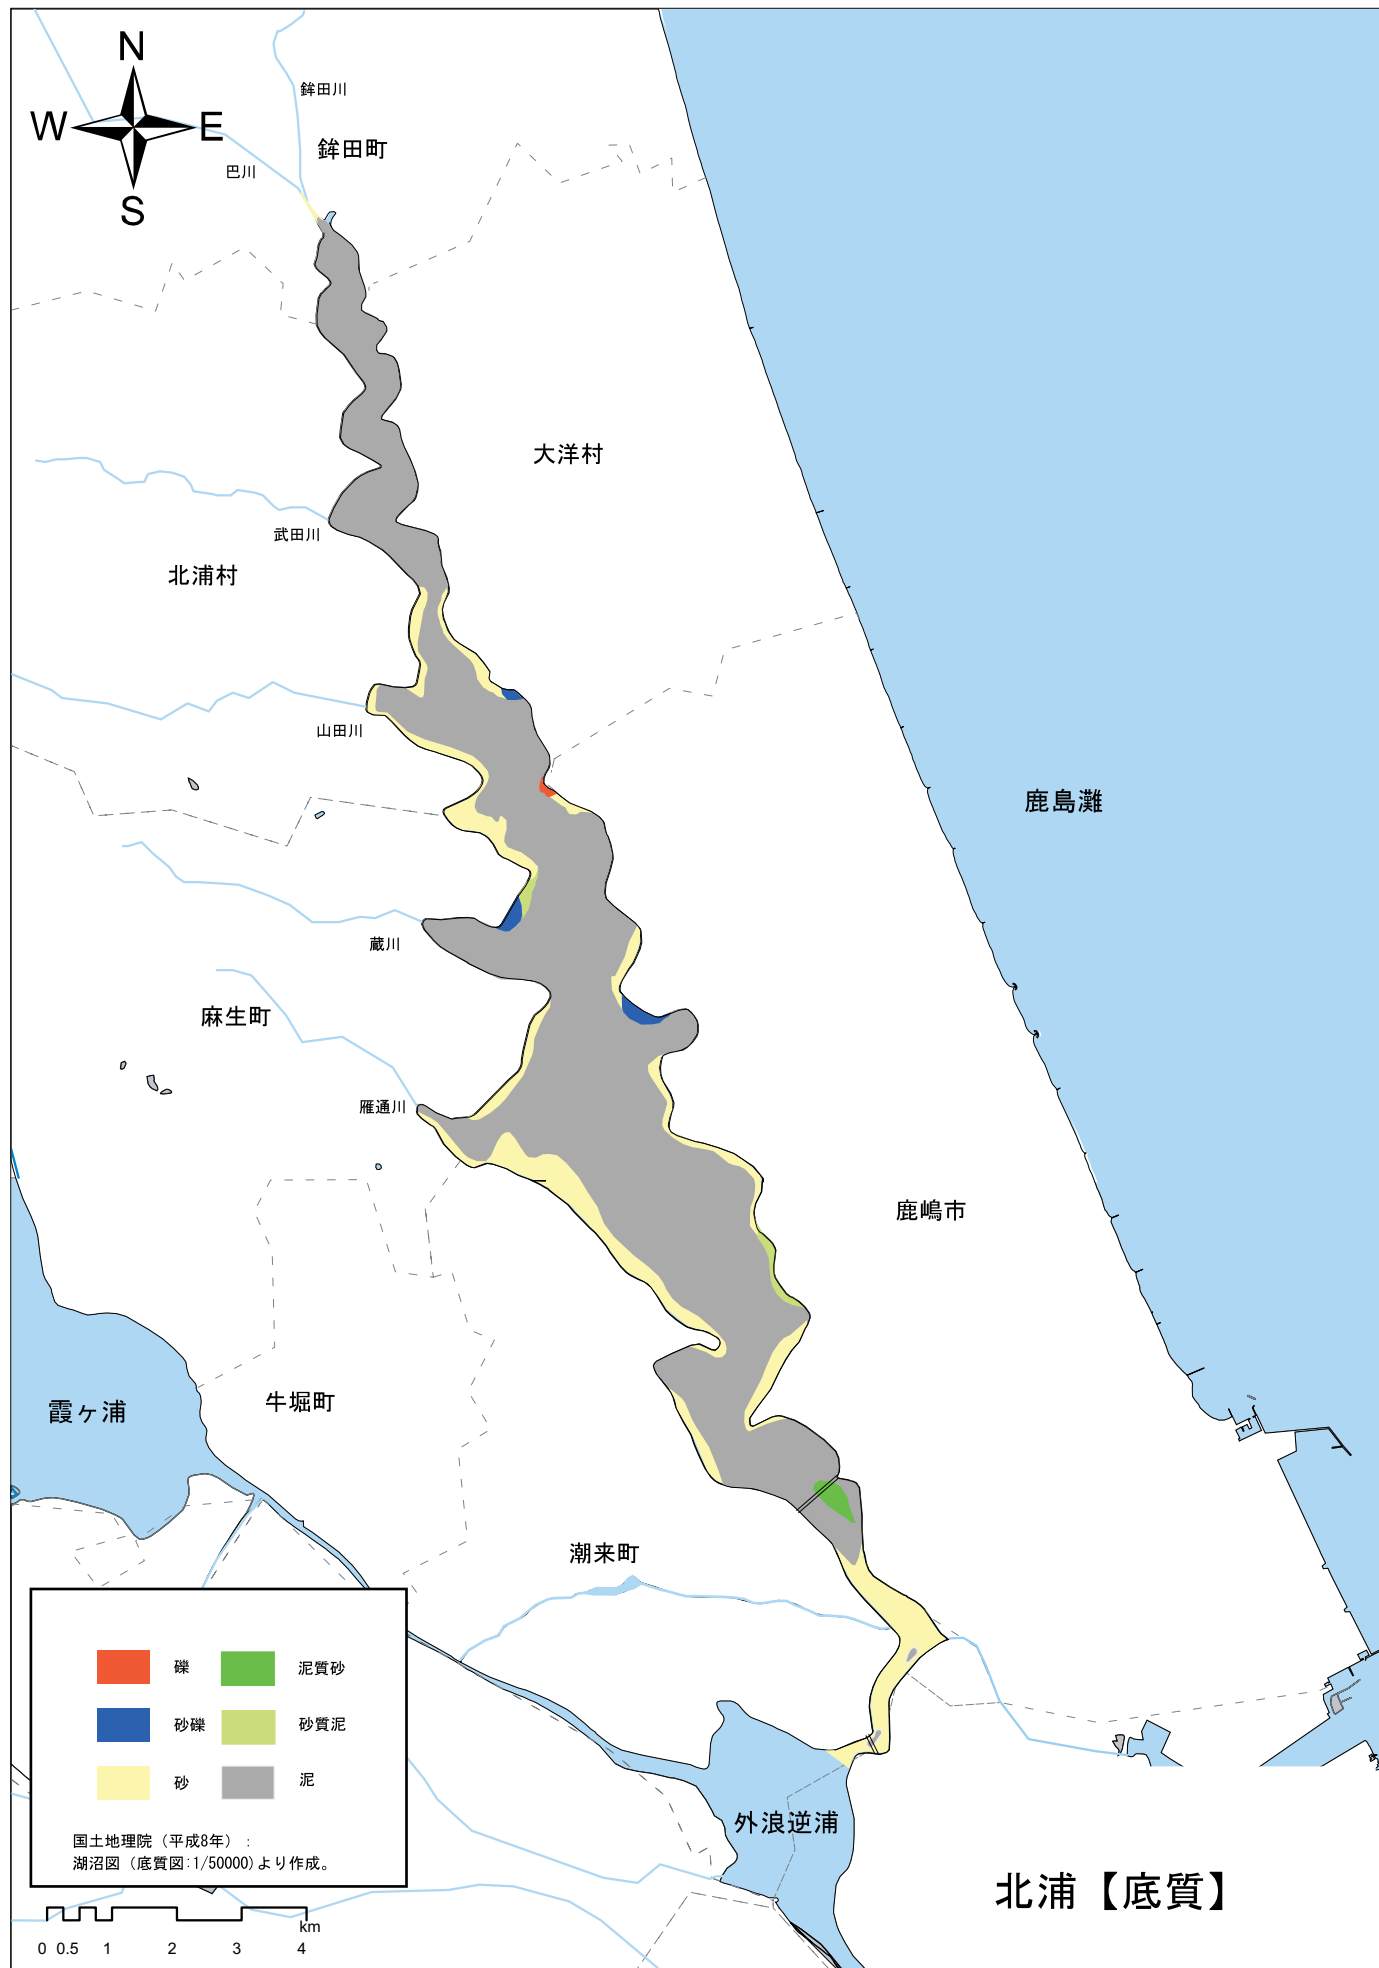 N
W
E
S
鉾田川
鉾田町
巴川
大洋村
武田川
北浦村
山田川
鹿島灘
蔵川
麻生町
雁通川
鹿嶋市
霞ヶ浦
牛堀町
潮来町
礫
泥質砂
砂礫
砂質泥
砂
泥
国土地理院（平成8年）：
湖沼図（底質図:1/50000)より作成。
外浪逆浦
北浦【底質】
km
0 0.5 1 2 3 4